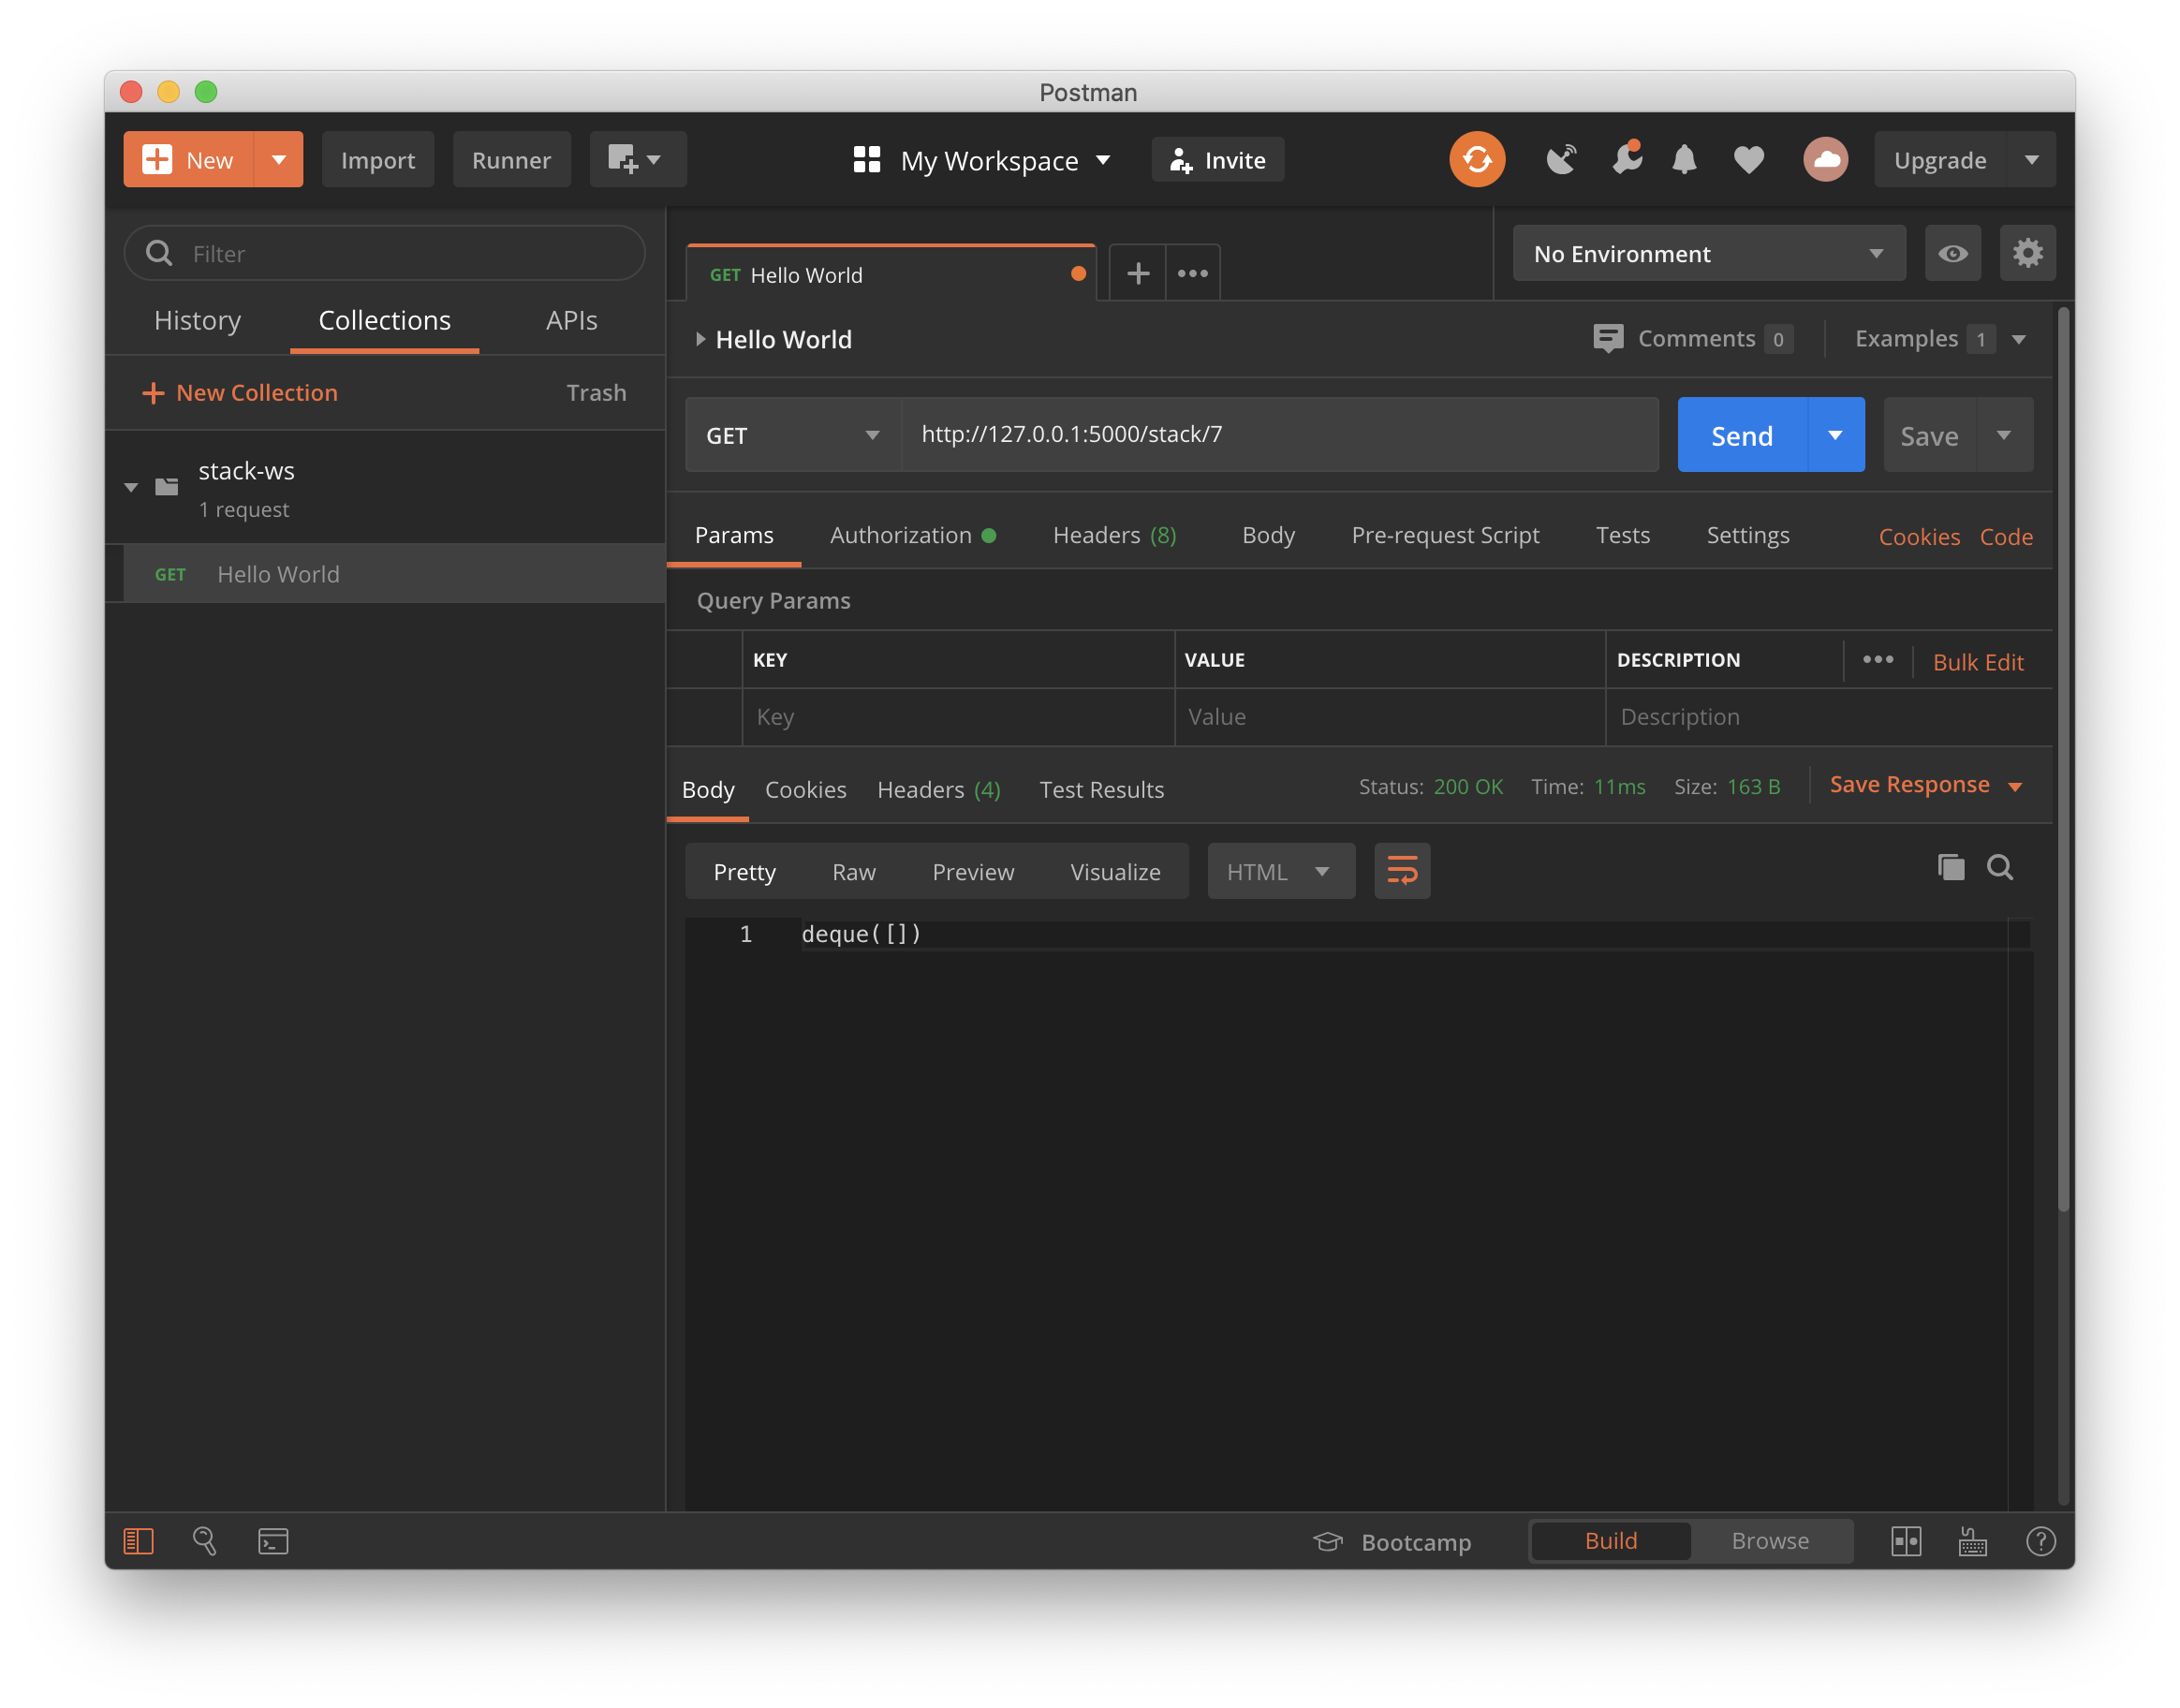 Postman
New Import Runner My Workspace Invite Upgrade
Filter
History Collections APIs
New Collection Trash
stack-ws
1 request
GET Hello World
GET Hello World
No Environment
Hello World Comments 0 Examples 1
GET http://127.0.0.1:5000/stack/7 Send Save
Params Authorization Headers (8) Body Pre-request Script Tests Settings Cookies Code
Query Params
KEY VALUE DESCRIPTION Bulk Edit
Key Value Description
Body Cookies Headers (4) Test Results Status: 200 OK Time: 11ms Size: 163 B Save Response
Pretty Raw Preview Visualize HTML
1 deque([])
Bootcamp Build Browse